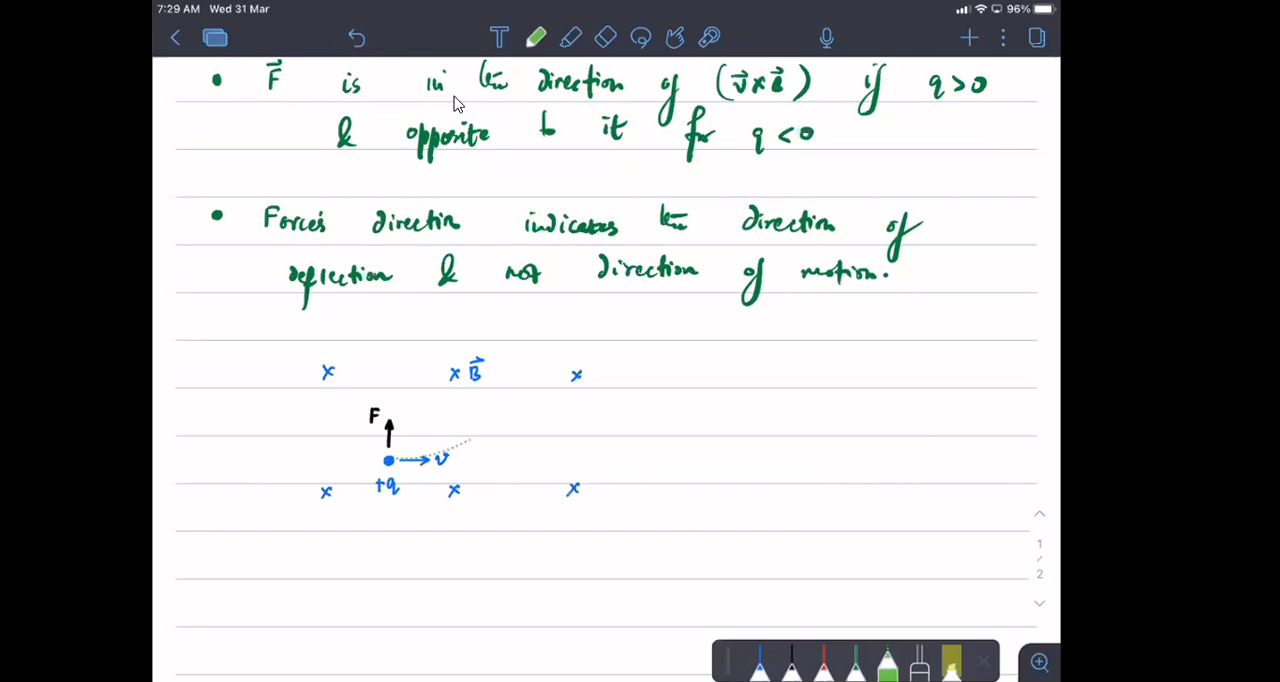 7:29 AM Wed 31 Mar
96%
T
• F⃗ is in the direction of (v⃗ x B⃗) if q > 0
& opposite to it for q < 0
• Force's direction indicates the direction of
deflection & not direction of motion.
x x B⃗ x
F
v
+q
x x x
1
/
2